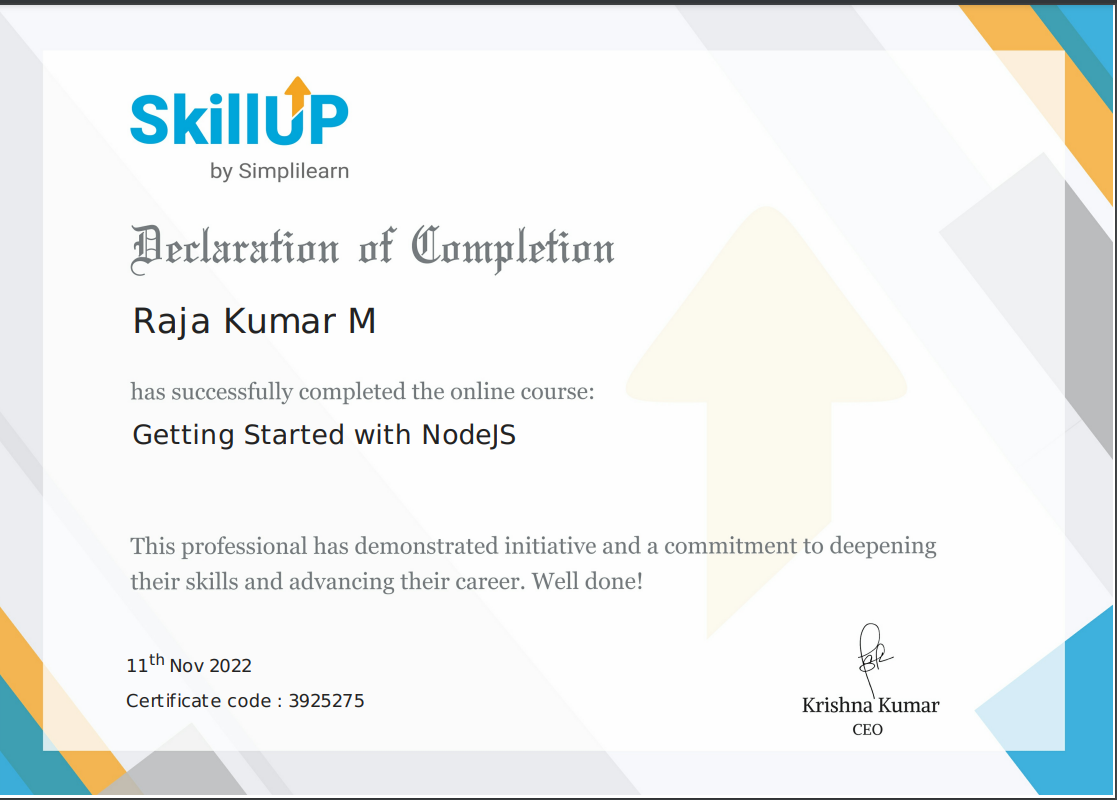 SkillUP
by Simplilearn
Declaration of Completion
Raja Kumar M
has successfully completed the online course:
Getting Started with NodeJS
This professional has demonstrated initiative and a commitment to deepening
their skills and advancing their career. Well done!
11th Nov 2022
Certificate code : 3925275
Krishna Kumar
CEO